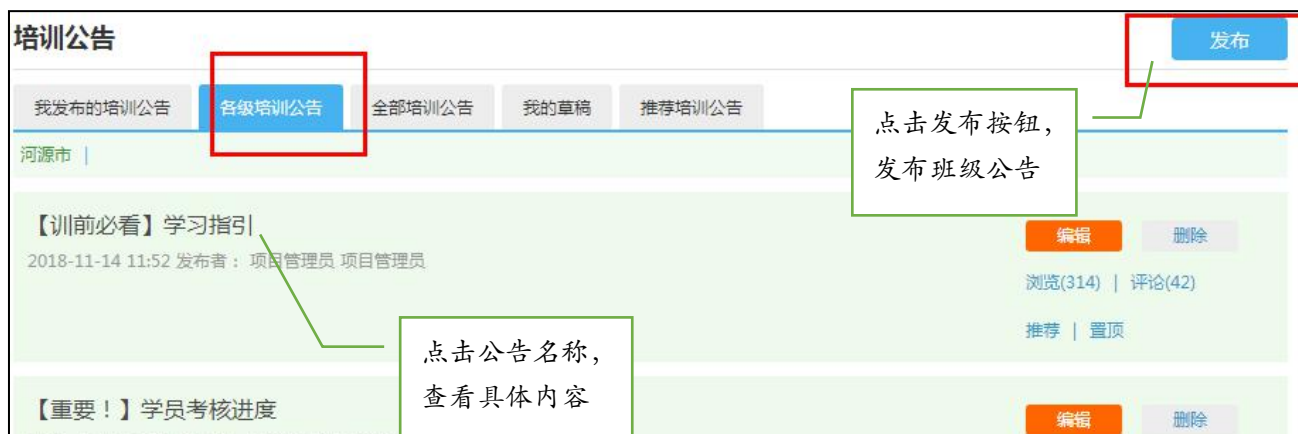 培训公告
发布
我发布的培训公告 各级培训公告 全部培训公告 我的草稿 推荐培训公告
点击发布按钮，
发布班级公告
河源市 |
【训前必看】学习指引
2018-11-14 11:52 发布者： 项目管理员 项目管理员
编辑 删除
浏览(314) | 评论(42)
推荐 | 置顶
点击公告名称，
查看具体内容
【重要！】学员考核进度
编辑 删除